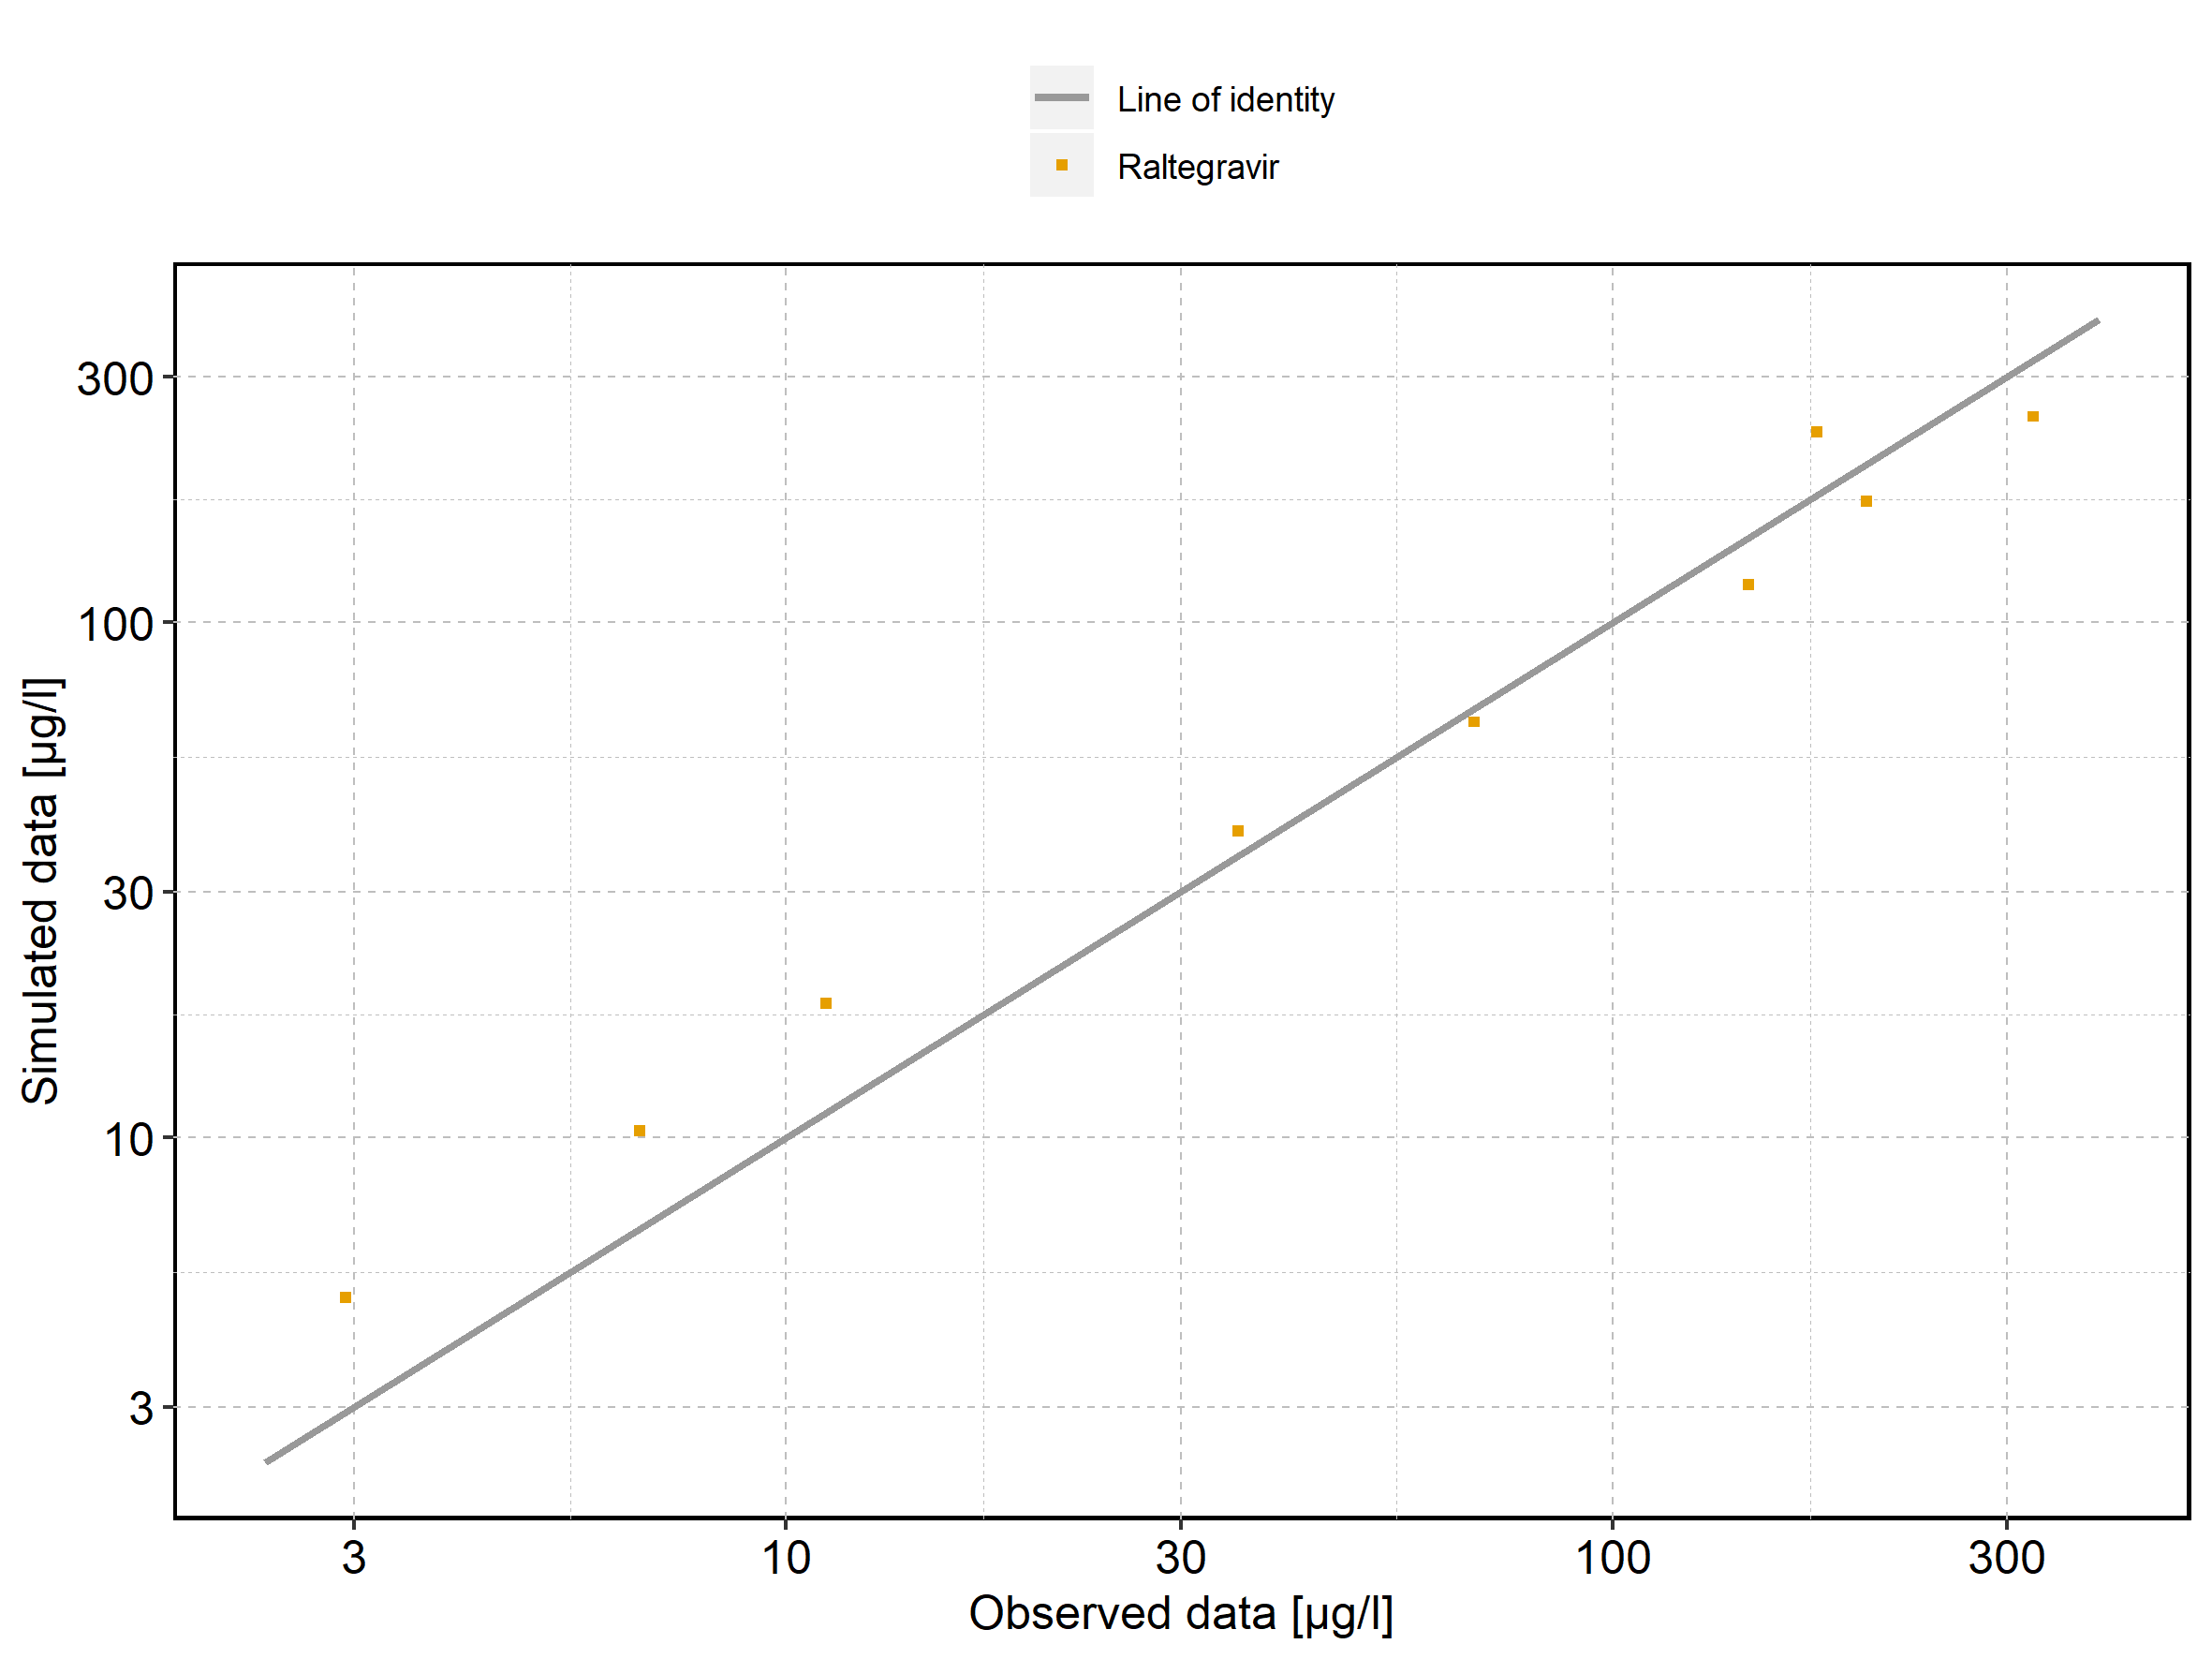 Line of identity
Raltegravir
Simulated data [µg/l]
300
100
30
10
3
3 10 30 100 300
Observed data [µg/l]